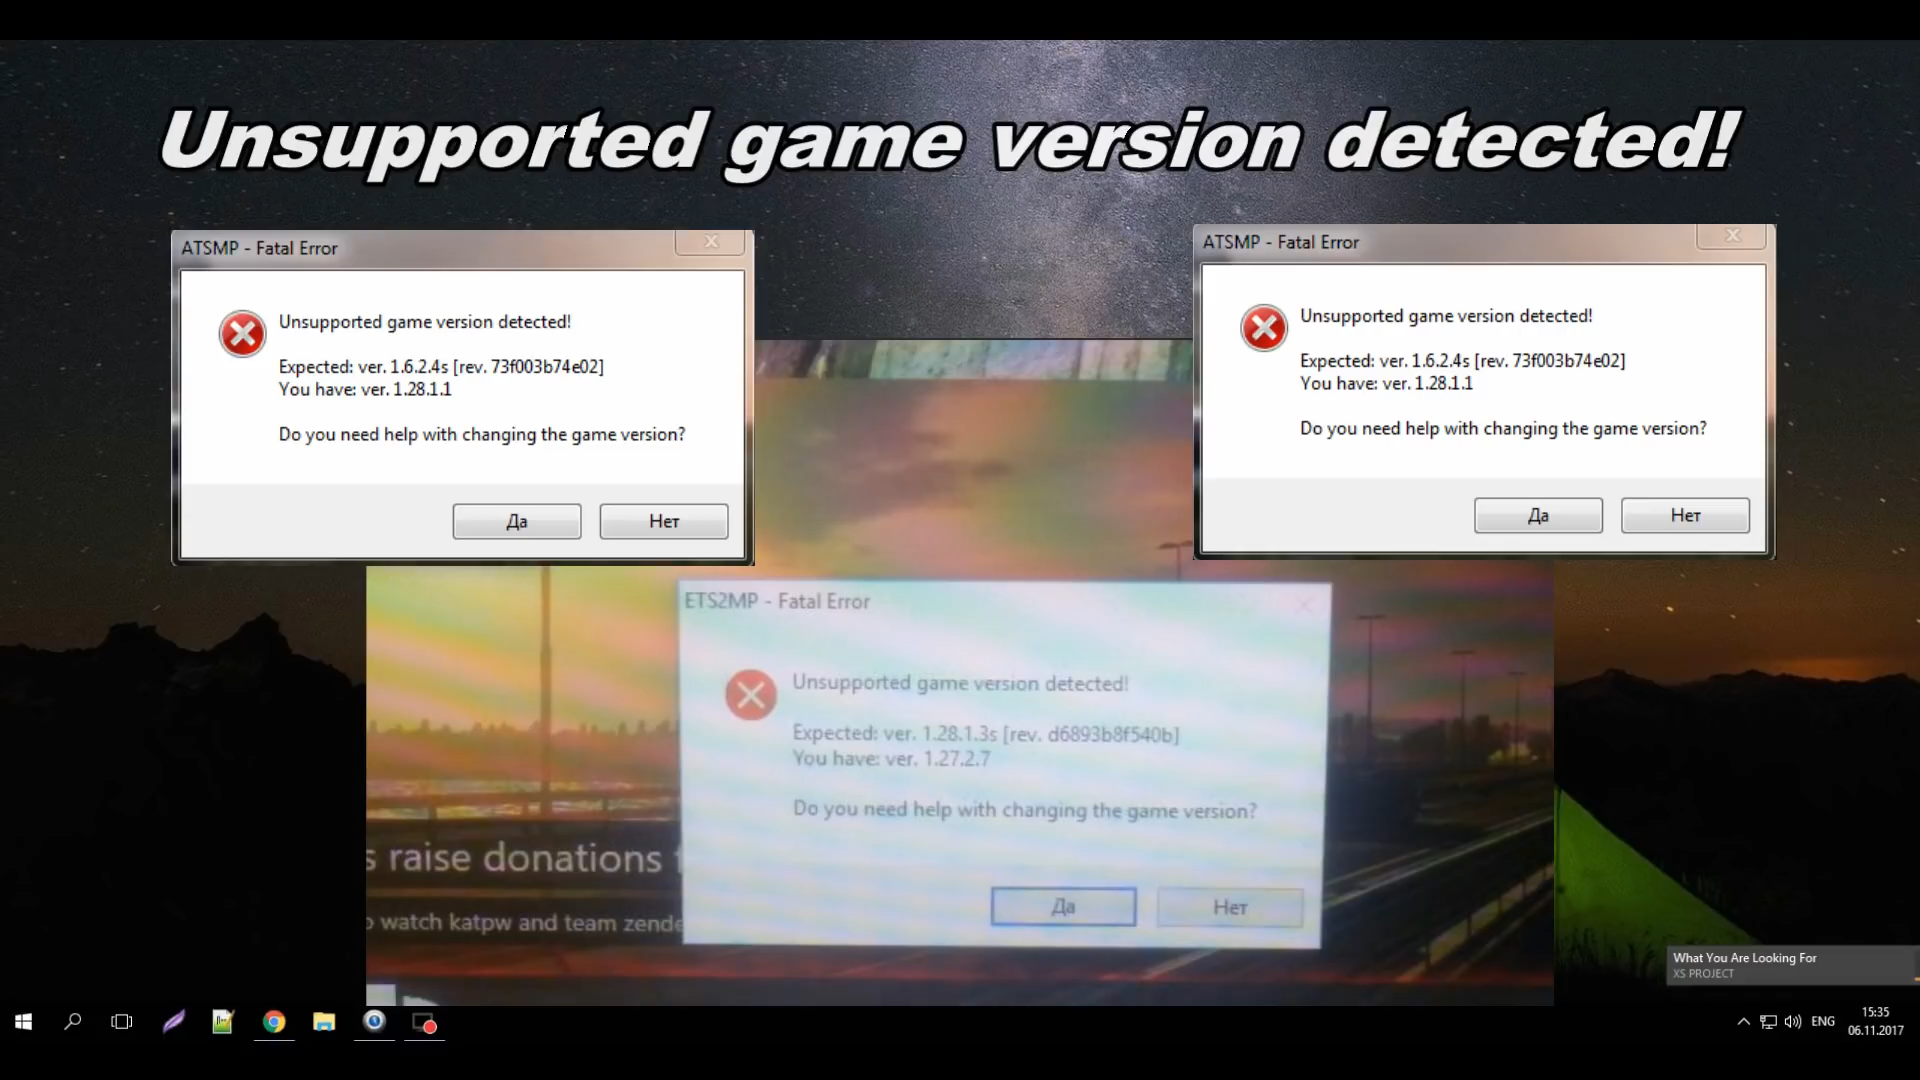 Unsupported game version detected!
ATSMP - Fatal Error
Unsupported game version detected!
Expected: ver. 1.6.2.4s [rev. 73f003b74e02]
You have: ver. 1.28.1.1
Do you need help with changing the game version?
Да
Нет
ATSMP - Fatal Error
Unsupported game version detected!
Expected: ver. 1.6.2.4s [rev. 73f003b74e02]
You have: ver. 1.28.1.1
Do you need help with changing the game version?
Да
Нет
ETS2MP - Fatal Error
Unsupported game version detected!
Expected: ver. 1.28.1.3s [rev. d6893b8f540b]
You have: ver. 1.27.2.7
Do you need help with changing the game version?
Да
Нет
s raise donations
watch katpw and team zende
What You Are Looking For
XS PROJECT
ENG
15:35
06.11.2017